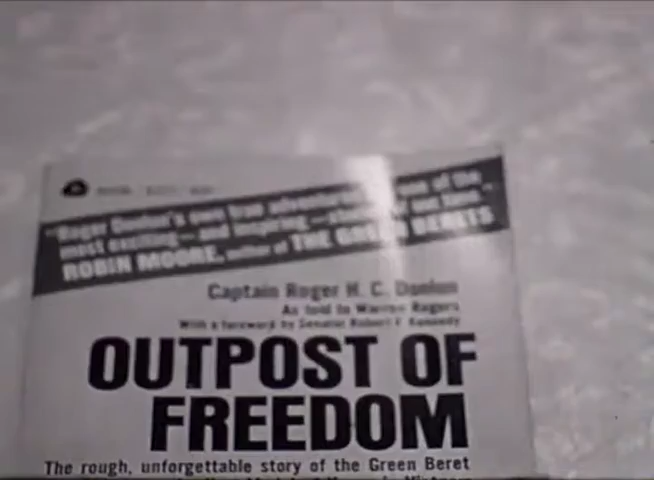 "Roger Donlon's own true adventure is one of the
most exciting—and inspiring—stories of our time."
ROBIN MOORE, author of THE GREEN BERETS
Captain Roger H. C. Donlon
As told to Warren Rogers
With a foreword by Senator Robert F. Kennedy
OUTPOST OF
FREEDOM
The rough, unforgettable story of the Green Beret